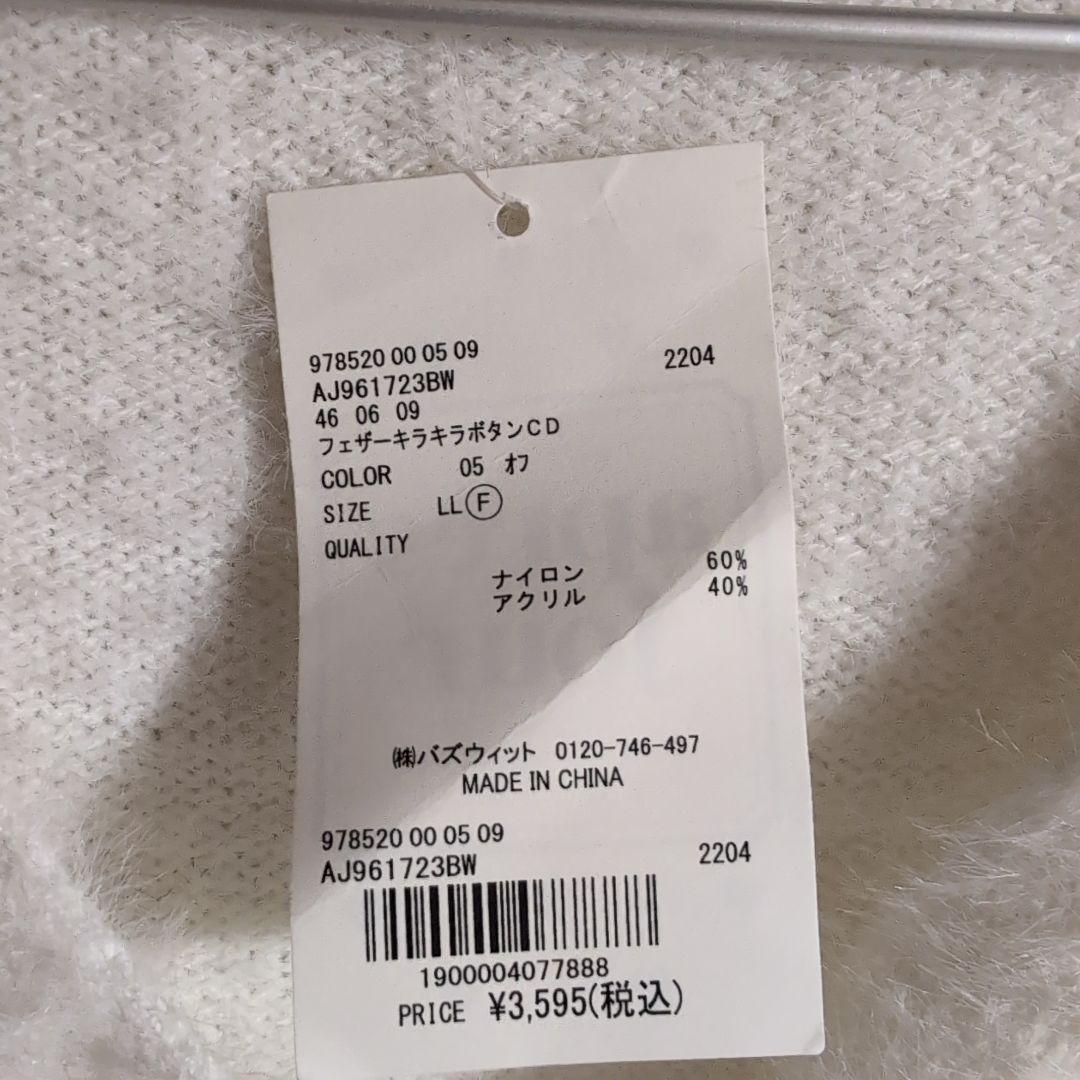 978520 00 05 09
AJ961723BW 2204
46 06 09
フェザーキラキラボタンCD
COLOR 05 オフ
SIZE LL Ⓕ
QUALITY
ナイロン 60%
アクリル 40%
㈱バズウィット 0120-746-497
MADE IN CHINA
978520 00 05 09
AJ961723BW 2204
1900004077888
PRICE ¥3,595(税込)